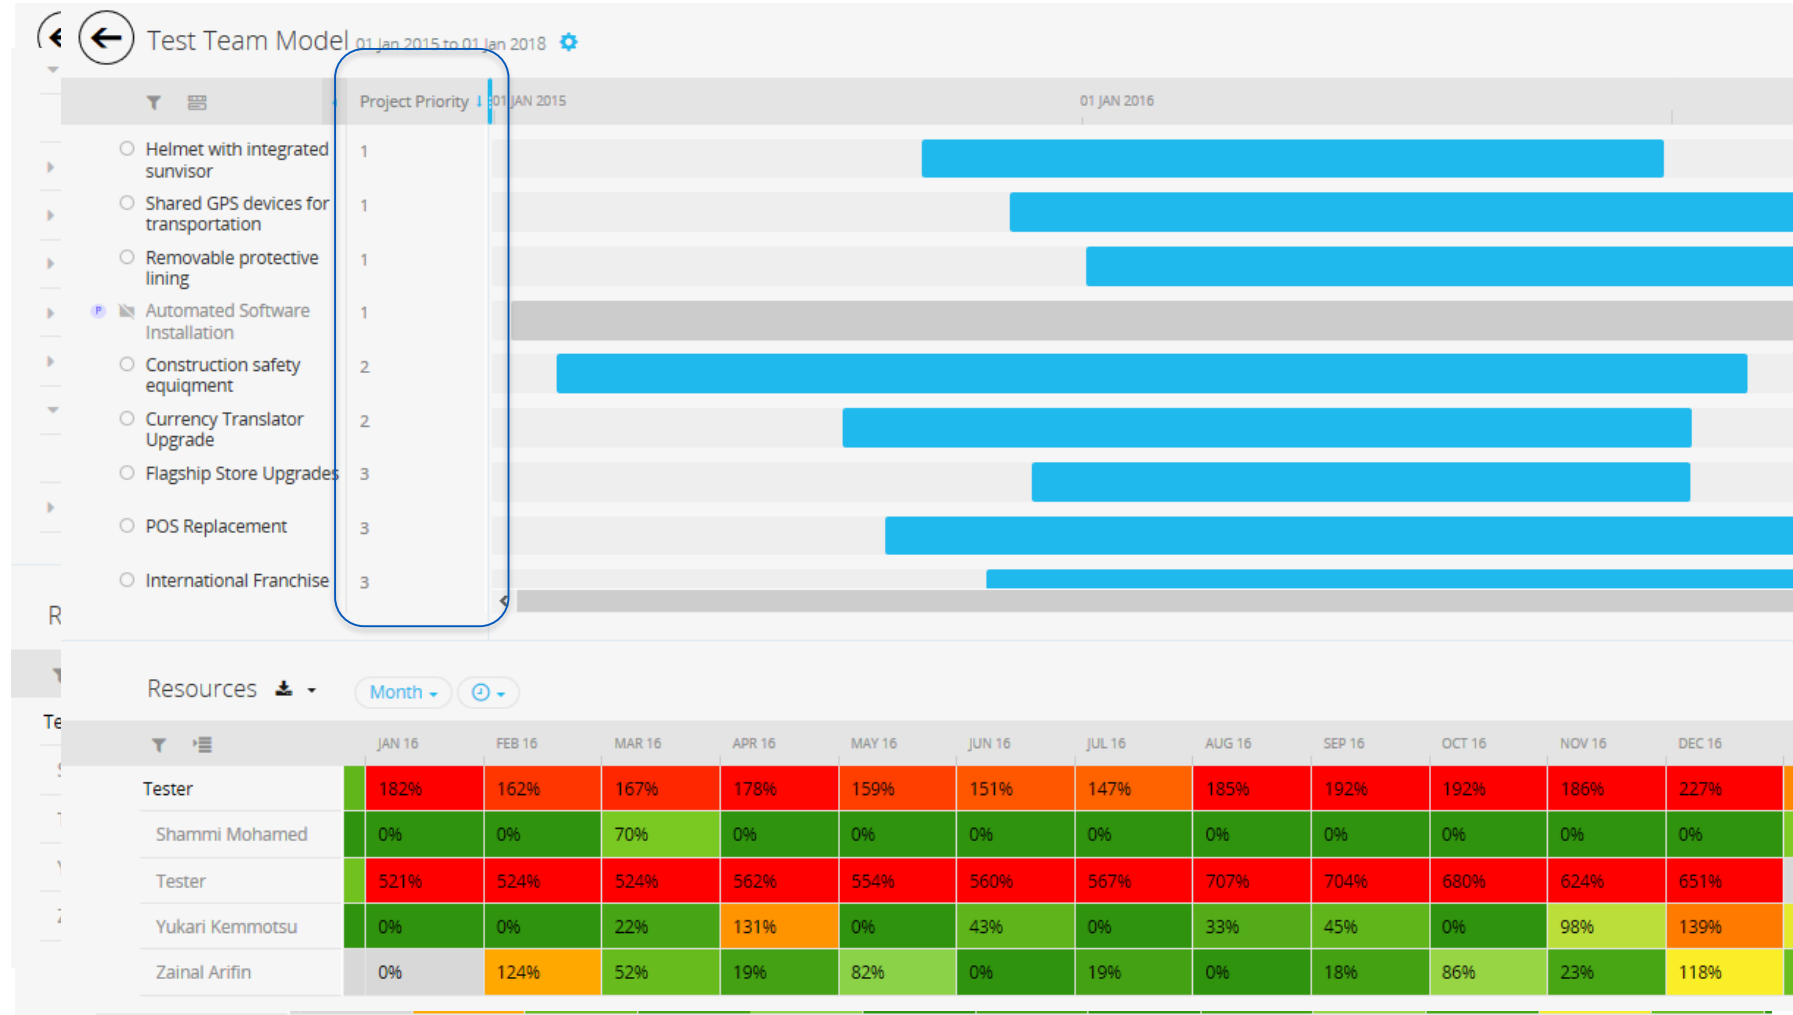 Test Team Model 01 Jan 2015 to 01 Jan 2018
Project Priority 01 JAN 2015 01 JAN 2016
Helmet with integrated
sunvisor
1
Shared GPS devices for
transportation
1
Removable protective
lining
1
P
Automated Software
Installation
1
Construction safety
equiqment
2
Currency Translator
Upgrade
2
Flagship Store Upgrades 3
POS Replacement 3
International Franchise 3
R
Resources Month
Te
JAN 16 FEB 16 MAR 16 APR 16 MAY 16 JUN 16 JUL 16 AUG 16 SEP 16 OCT 16 NOV 16 DEC 16
Tester 182% 162% 167% 178% 159% 151% 147% 185% 192% 192% 186% 227%
Shammi Mohamed 0% 0% 70% 0% 0% 0% 0% 0% 0% 0% 0% 0%
Tester 521% 524% 524% 562% 554% 560% 567% 707% 704% 680% 624% 651%
Yukari Kemmotsu 0% 0% 22% 131% 0% 43% 0% 33% 45% 0% 98% 139%
Zainal Arifin 0% 124% 52% 19% 82% 0% 19% 0% 18% 86% 23% 118%